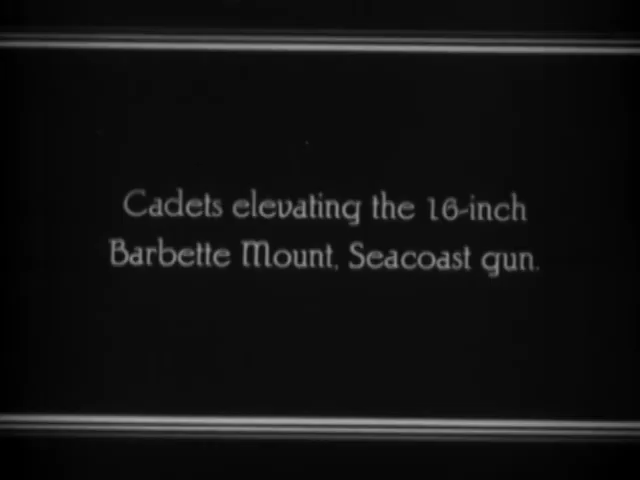 Cadets elevating the 16-inch
Barbette Mount, Seacoast gun.